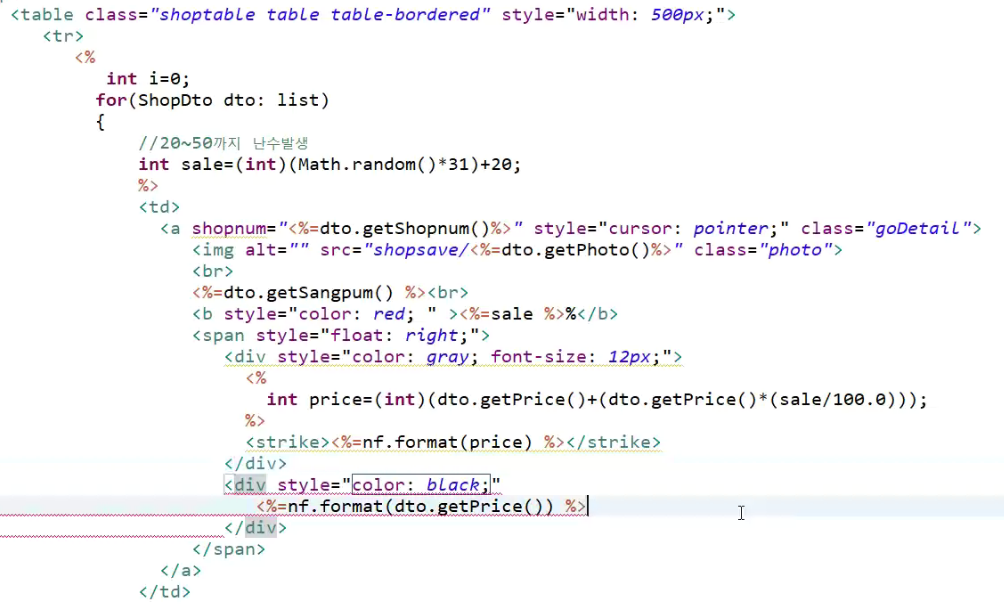 <table class="shoptable table table-bordered" style="width: 500px;">
<tr>
<%
int i=0;
for(ShopDto dto: list)
{
//20~50까지 난수발생
int sale=(int)(Math.random()*31)+20;
%>
<td>
<a shopnum="<%=dto.getShopnum()%>" style="cursor: pointer;" class="goDetail">
<img alt="" src="shopsave/<%=dto.getPhoto()%>" class="photo">
<br>
<%=dto.getSangpum() %><br>
<b style="color: red; " ><%=sale %>%</b>
<span style="float: right;">
<div style="color: gray; font-size: 12px;">
<%
int price=(int)(dto.getPrice()+(dto.getPrice()*(sale/100.0)));
%>
<strike><%=nf.format(price) %></strike>
</div>
<div style="color: black;"
<%=nf.format(dto.getPrice()) %>
</div>
</span>
</a>
</td>